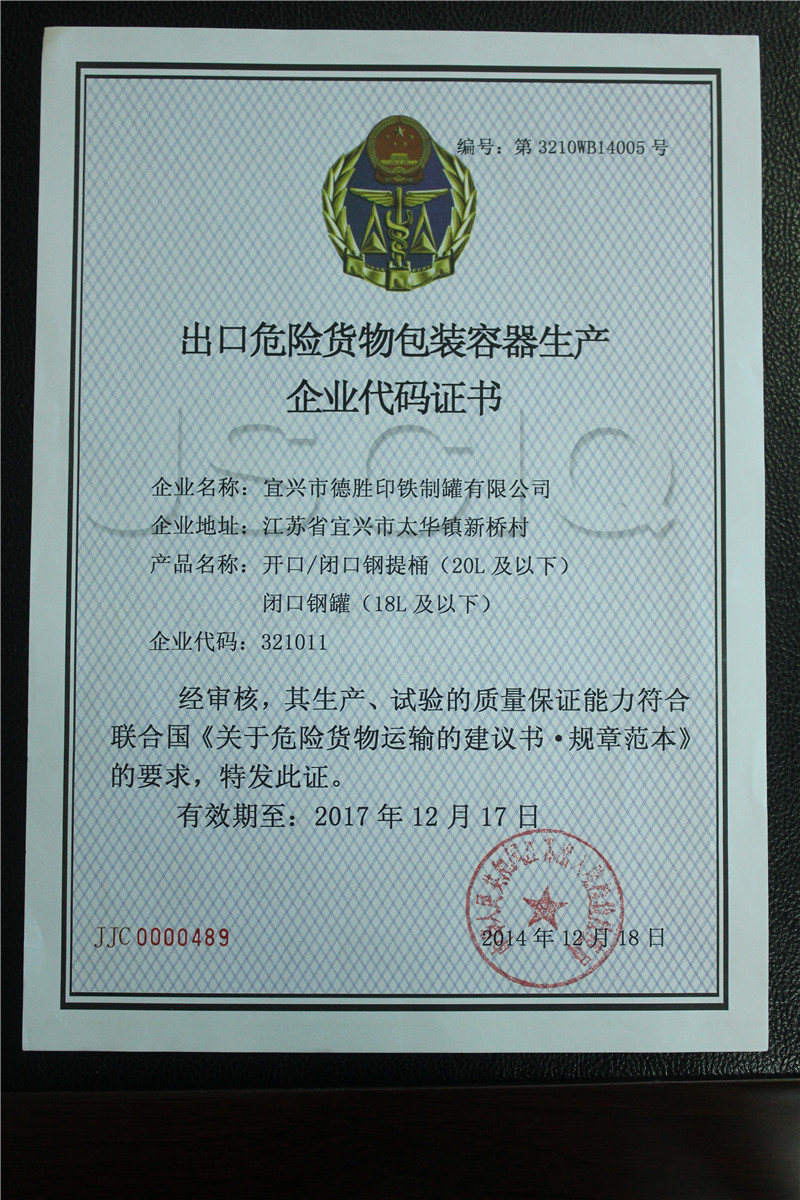 编号：第 3210WB14005 号
出口危险货物包装容器生产
企业代码证书
JSCIQ
企业名称：宜兴市德胜印铁制罐有限公司
企业地址：江苏省宜兴市太华镇新桥村
产品名称：开口/闭口钢提桶（20L 及以下）
闭口钢罐（18L 及以下）
企业代码：321011
经审核，其生产、试验的质量保证能力符合
联合国《关于危险货物运输的建议书·规章范本》
的要求，特发此证。
有效期至：2017 年 12 月 17 日
JJC 0000489
2014 年 12 月 18 日